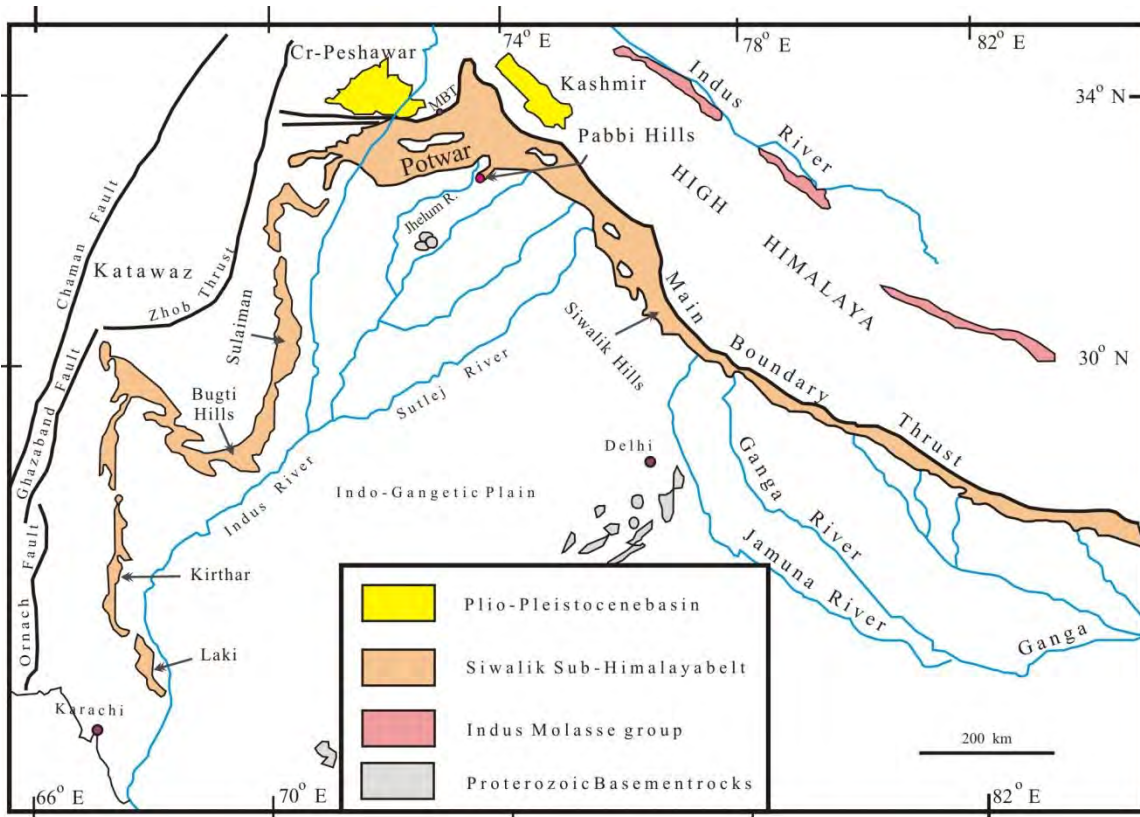 74° E
78° E
82° E
Cr-Peshawar
MBT
Kashmir
Indus
River
34° N
Pabbi Hills
Potwar
HIGH
HIMALAYA
Jhelum R.
Chaman Fault
Katawaz
Zhob Thrust
Sulaiman
Siwalik Hills
Main
Boundary
Thrust
30° N
Ghazaband Fault
Bugti
Hills
Sutlej River
Indus River
Delhi
Indo-Gangetic Plain
Ganga
River
Jamuna River
Ganga
Ornach Fault
Kirthar
Laki
Karachi
Plio-Pleistocenebasin
Siwalik Sub-Himalayabelt
Indus Molasse group
Proterozoic Basementrocks
200 km
66° E
70° E
82° E